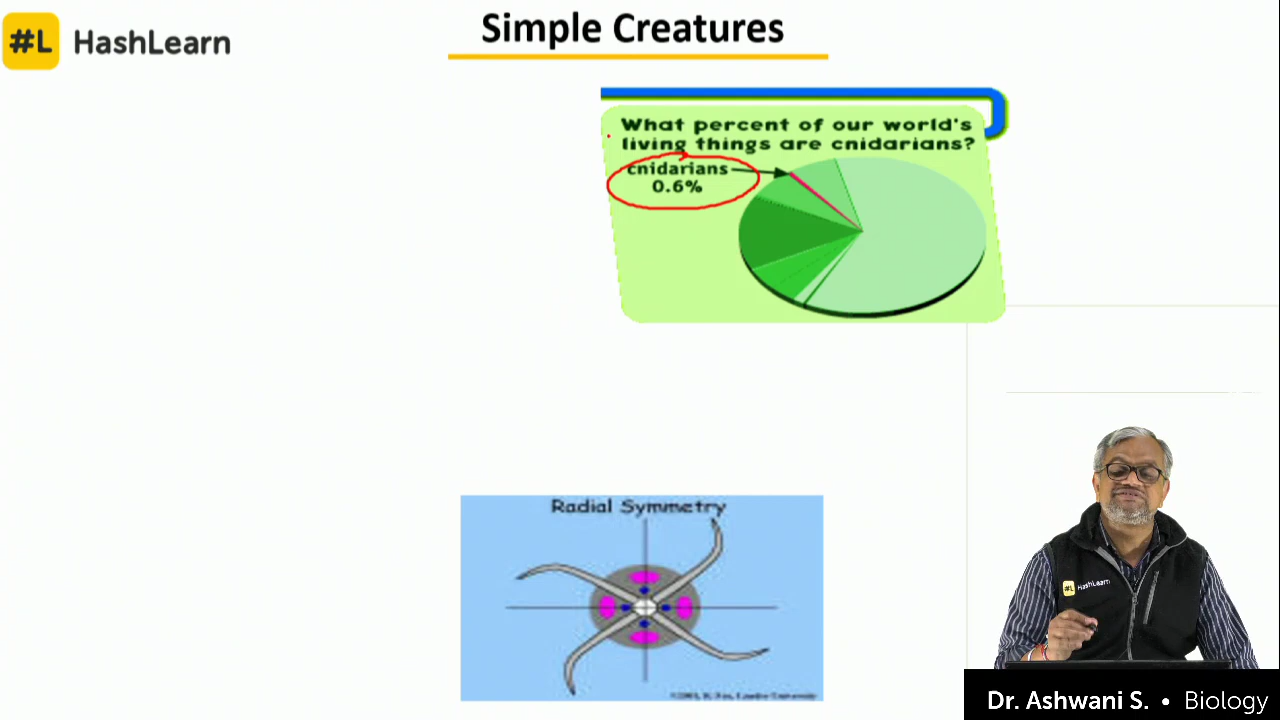 #L HashLearn
Simple Creatures
What percent of our world's
living things are cnidarians?
cnidarians
0.6%
Radial Symmetry
#L HashLearn
Dr. Ashwani S. • Biology